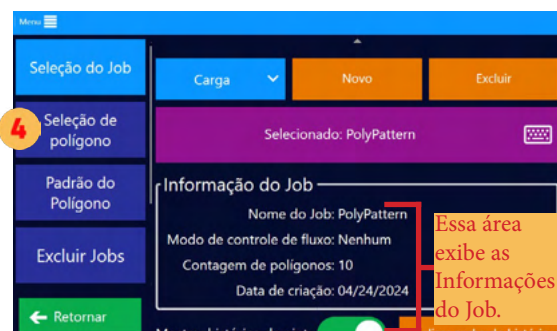 Menu
Seleção do Job
Carga
Novo
Excluir
4
Seleção de
polígono
Selecionado: PolyPattern
Padrão do
Polígono
Informação do Job
Nome do Job: PolyPattern
Modo de controle de fluxo: Nenhum
Contagem de polígonos: 10
Data de criação: 04/24/2024
Essa área
exibe as
Informações
do Job.
Excluir Jobs
Retornar